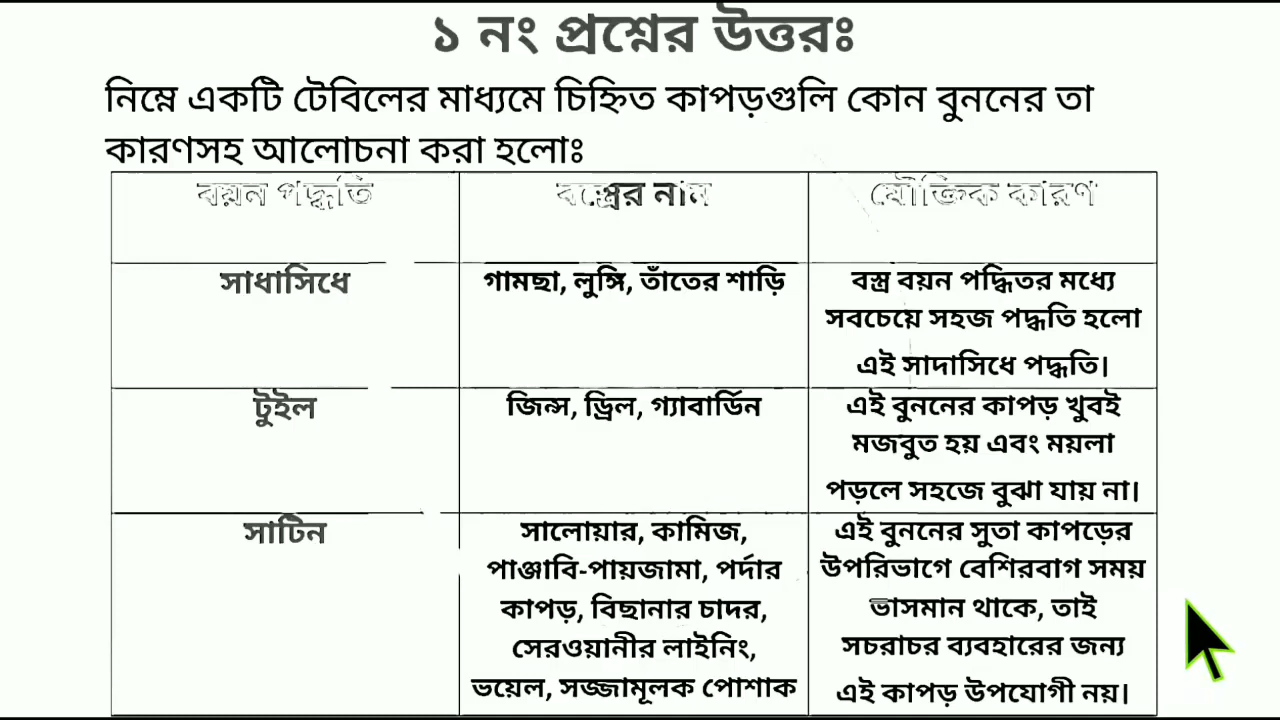 ১ নং প্রশ্নের উত্তরঃ
নিম্নে একটি টেবিলের মাধ্যমে চিহ্নিত কাপড়গুলি কোন বুননের তা
কারণসহ আলোচনা করা হলোঃ
বয়ন পদ্ধতি
বস্ত্রের নাম
যৌক্তিক কারণ
সাধাসিধে
গামছা, লুঙ্গি, তাঁতের শাড়ি
বস্ত্র বয়ন পদ্ধিতর মধ্যে
সবচেয়ে সহজ পদ্ধতি হলো
এই সাদাসিধে পদ্ধতি।
টুইল
জিন্স, ড্রিল, গ্যাবার্ডিন
এই বুননের কাপড় খুবই
মজবুত হয় এবং ময়লা
পড়লে সহজে বুঝা যায় না।
সাটিন
সালোয়ার, কামিজ,
পাঞ্জাবি-পায়জামা, পর্দার
কাপড়, বিছানার চাদর,
সেরওয়ানীর লাইনিং,
ভয়েল, সজ্জামূলক পোশাক
এই বুননের সুতা কাপড়ের
উপরিভাগে বেশিরবাগ সময়
ভাসমান থাকে, তাই
সচরাচর ব্যবহারের জন্য
এই কাপড় উপযোগী নয়।